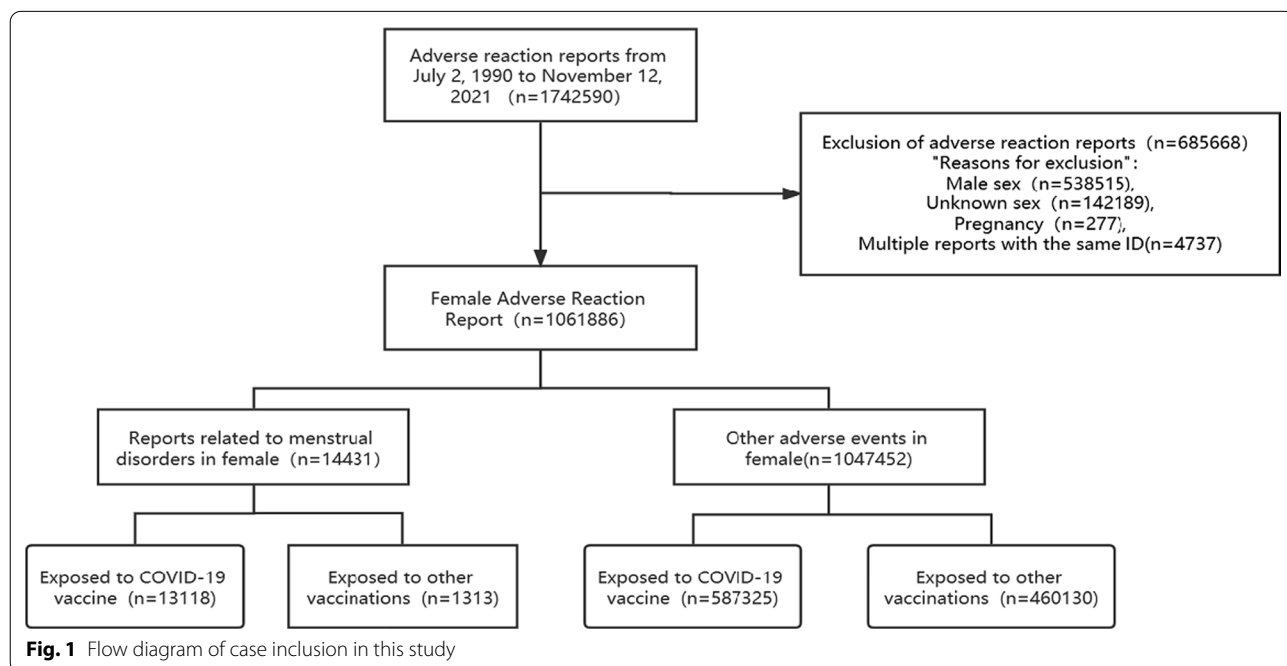 Adverse reaction reports from
July 2, 1990 to November 12,
2021 (n=1742590)
Exclusion of adverse reaction reports (n=685668)
"Reasons for exclusion":
Male sex (n=538515),
Unknown sex (n=142189),
Pregnancy (n=277),
Multiple reports with the same ID(n=4737)
Female Adverse Reaction
Report (n=1061886)
Reports related to menstrual
disorders in female (n=14431)
Other adverse events in
female(n=1047452)
Exposed to COVID-19
vaccine (n=13118)
Exposed to other
vaccinations (n=1313)
Exposed to COVID-19
vaccine (n=587325)
Exposed to other
vaccinations (n=460130)
Fig. 1 Flow diagram of case inclusion in this study